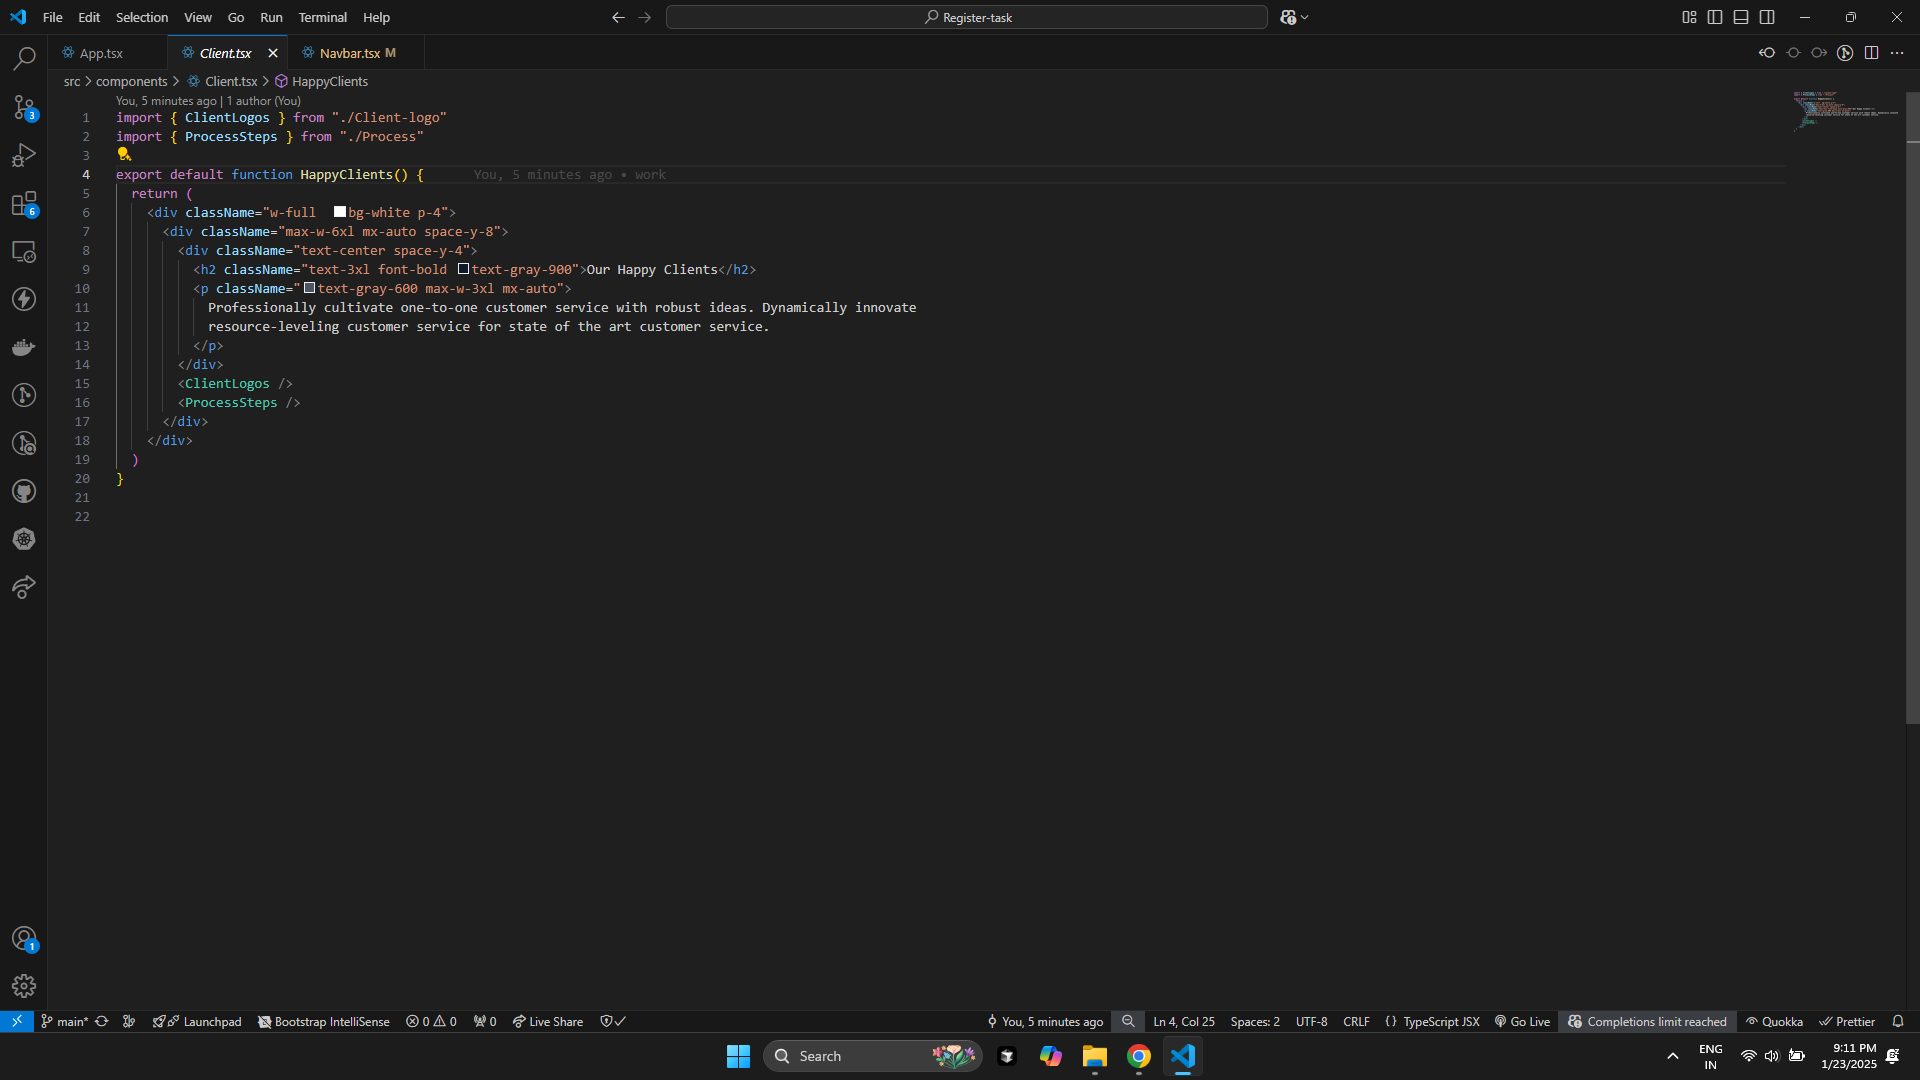 File Edit Selection View Go Run Terminal Help
Register-task
App.tsx
Client.tsx
Navbar.tsx M
src > components > Client.tsx > HappyClients
You, 5 minutes ago | 1 author (You)
1 import { ClientLogos } from "./Client-logo"
2 import { ProcessSteps } from "./Process"
3
4 export default function HappyClients() { You, 5 minutes ago • work
5 return (
6 <div className="w-full bg-white p-4">
7 <div className="max-w-6xl mx-auto space-y-8">
8 <div className="text-center space-y-4">
9 <h2 className="text-3xl font-bold text-gray-900">Our Happy Clients</h2>
10 <p className="text-gray-600 max-w-3xl mx-auto">
11 Professionally cultivate one-to-one customer service with robust ideas. Dynamically innovate
12 resource-leveling customer service for state of the art customer service.
13 </p>
14 </div>
15 <ClientLogos />
16 <ProcessSteps />
17 </div>
18 </div>
19 )
20 }
21
22
3
6
1
main* Launchpad Bootstrap IntelliSense 0 0 0 Live Share You, 5 minutes ago Ln 4, Col 25 Spaces: 2 UTF-8 CRLF {} TypeScript JSX Go Live Completions limit reached Quokka Prettier
Search
ENG
IN
9:11 PM
1/23/2025